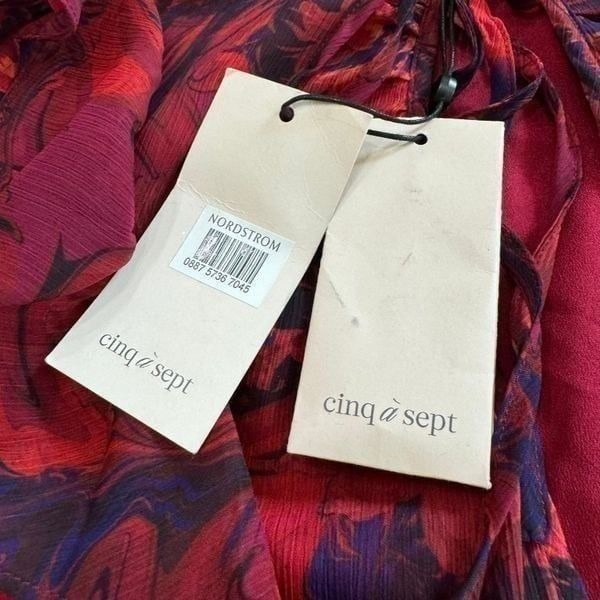 NORDSTROM
0887 5736 7045
cinq à sept
cinq à sept